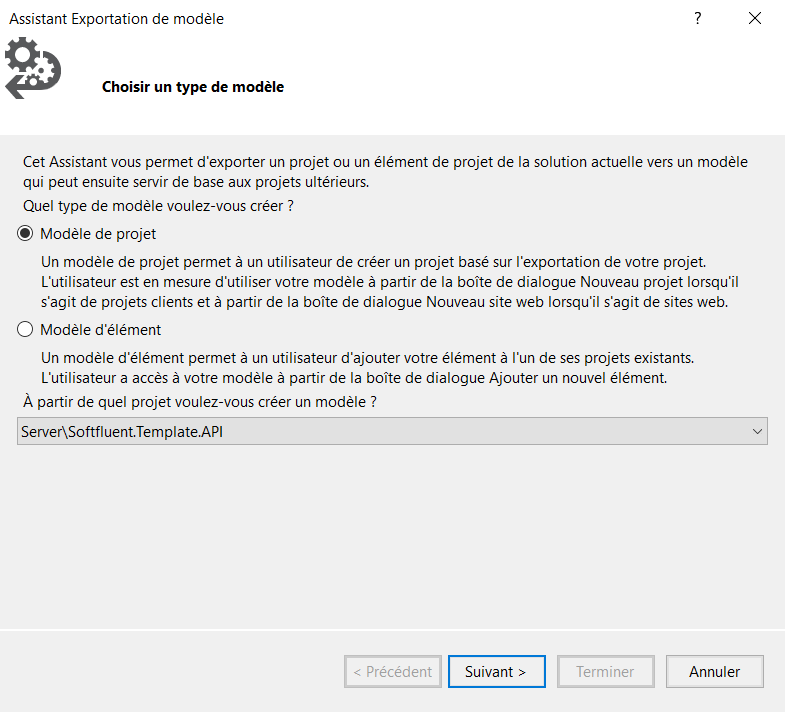 Assistant Exportation de modèle
?
Choisir un type de modèle
Cet Assistant vous permet d'exporter un projet ou un élément de projet de la solution actuelle vers un modèle
qui peut ensuite servir de base aux projets ultérieurs.
Quel type de modèle voulez-vous créer ?
Modèle de projet
Un modèle de projet permet à un utilisateur de créer un projet basé sur l'exportation de votre projet.
L'utilisateur est en mesure d'utiliser votre modèle à partir de la boîte de dialogue Nouveau projet lorsqu'il
s'agit de projets clients et à partir de la boîte de dialogue Nouveau site web lorsqu'il s'agit de sites web.
Modèle d'élément
Un modèle d'élément permet à un utilisateur d'ajouter votre élément à l'un de ses projets existants.
L'utilisateur a accès à votre modèle à partir de la boîte de dialogue Ajouter un nouvel élément.
À partir de quel projet voulez-vous créer un modèle ?
Server\Softfluent.Template.API
< Précédent
Suivant >
Terminer
Annuler